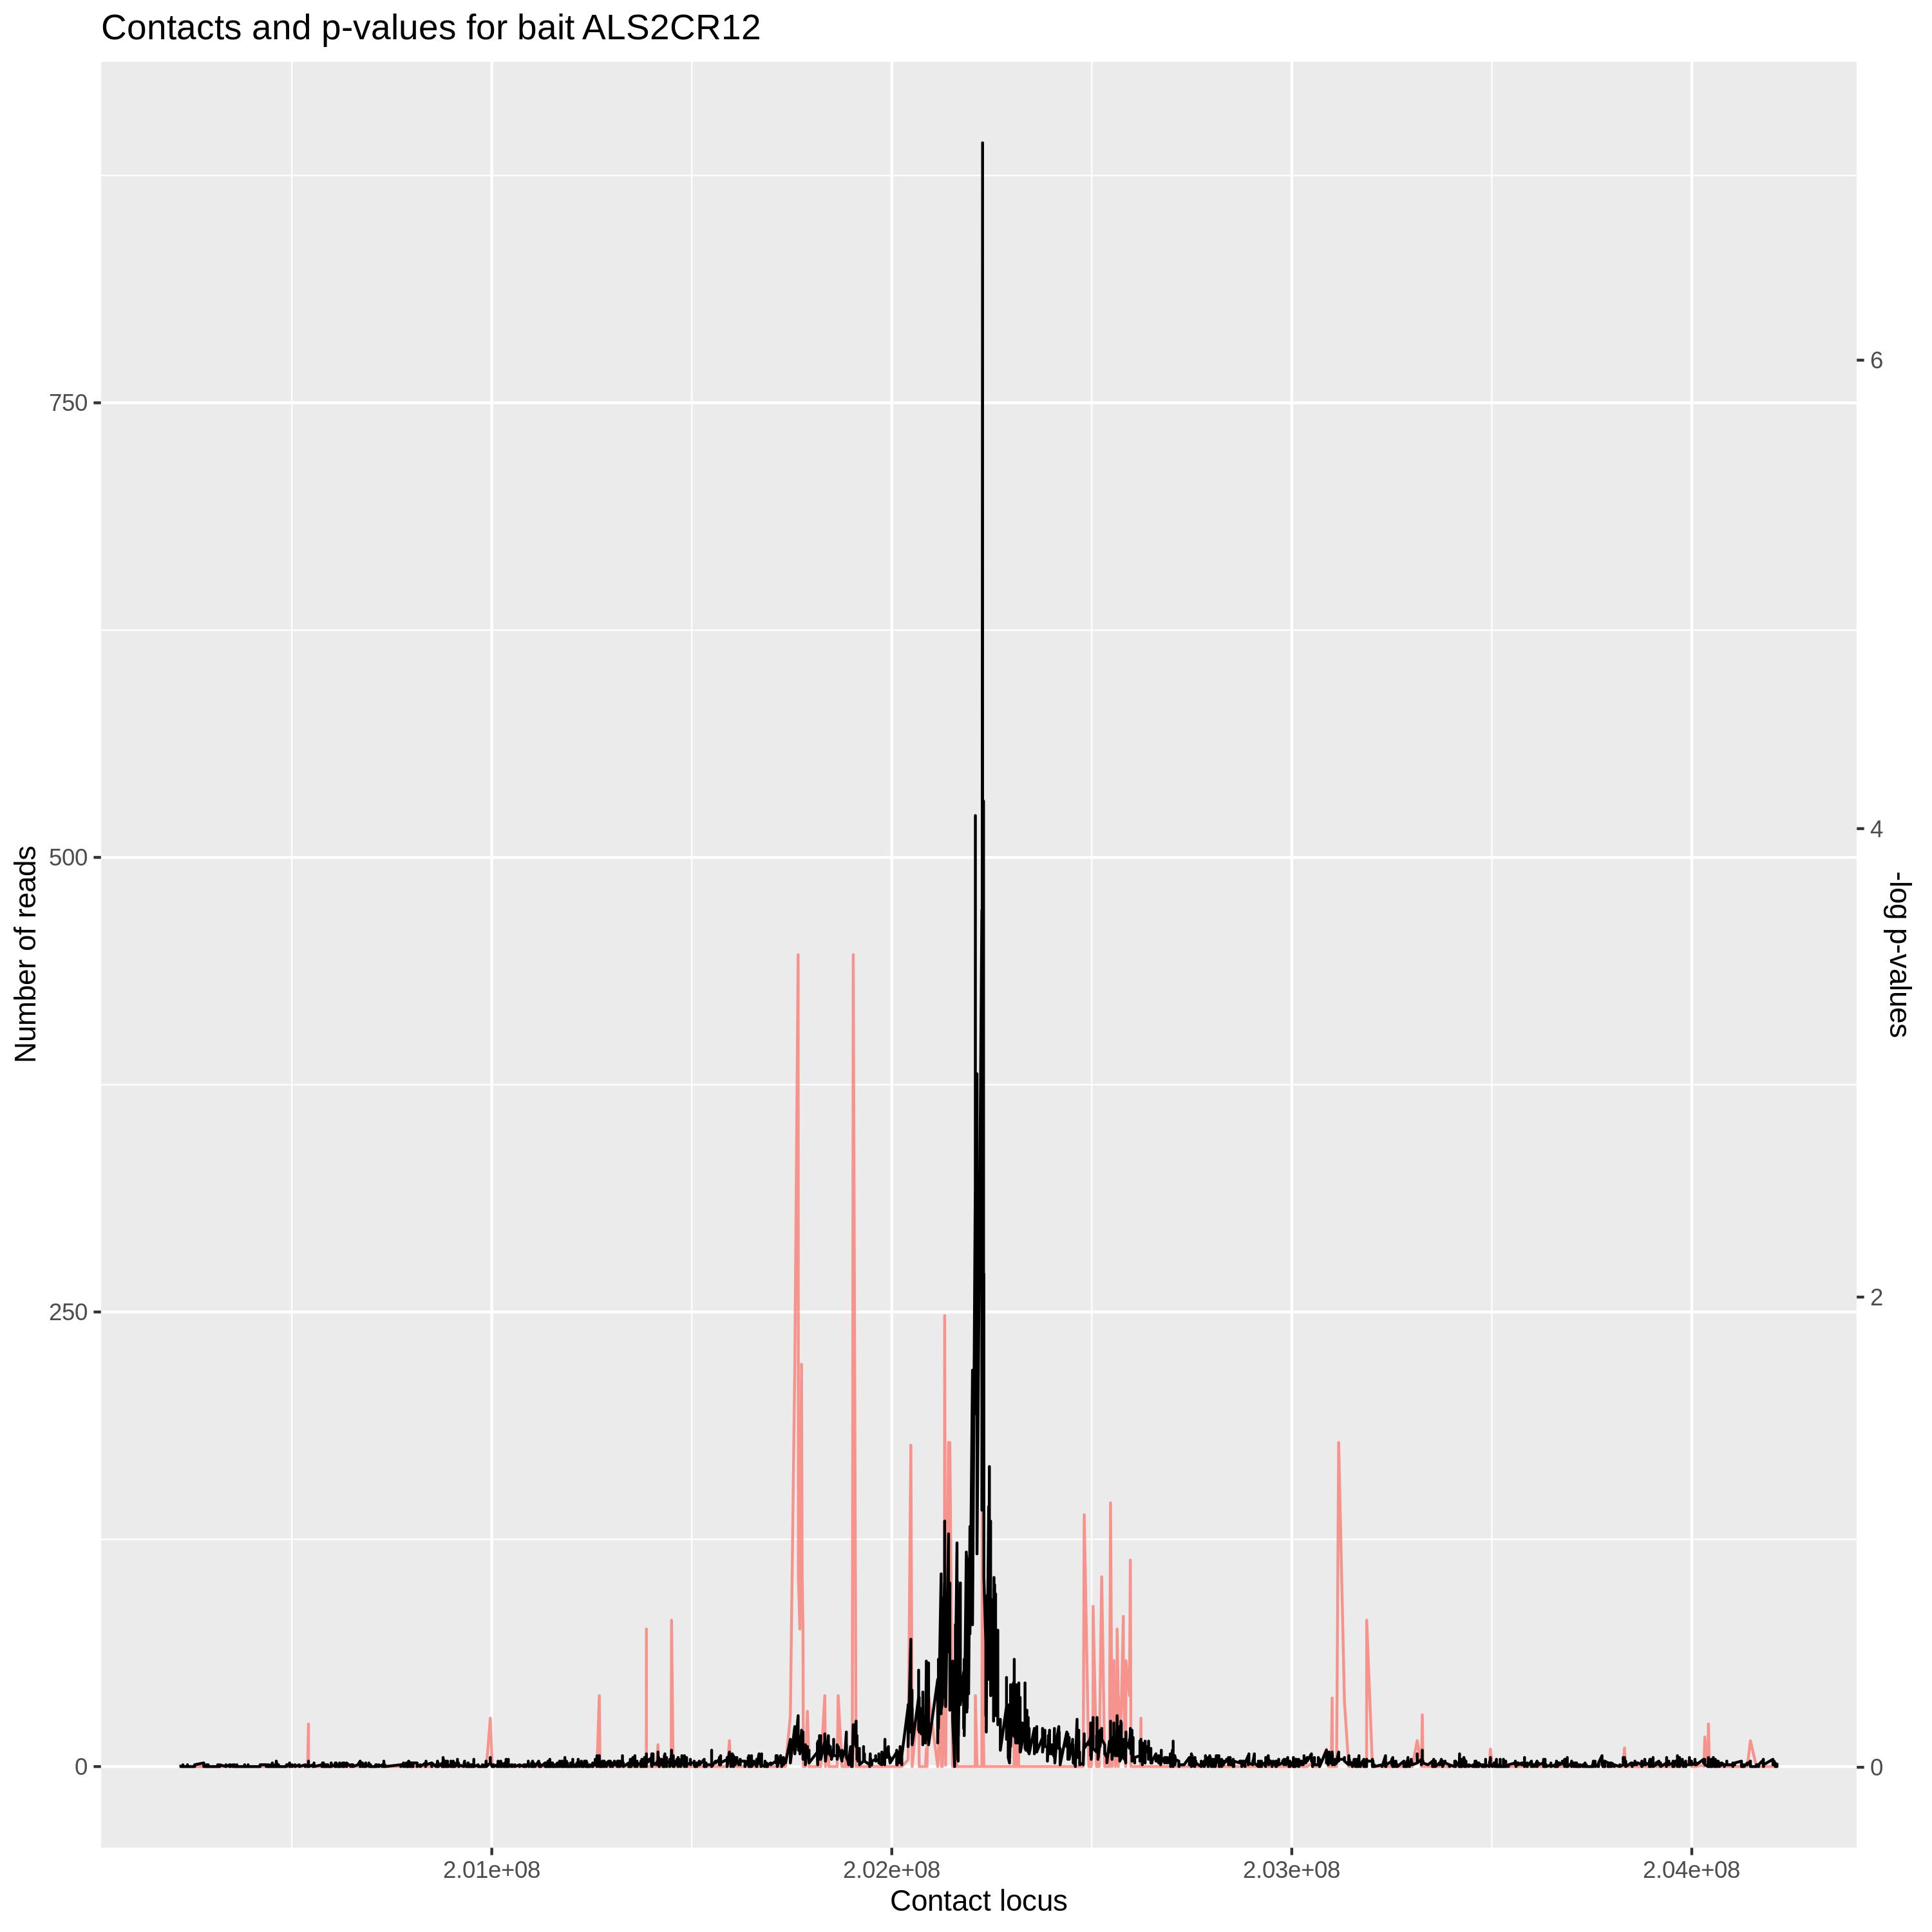 Contacts and p-values for bait ALS2CR12
750
500
250
0
6
4
2
0
Number of reads
-log p-values
2.01e+08
2.02e+08
2.03e+08
2.04e+08
Contact locus